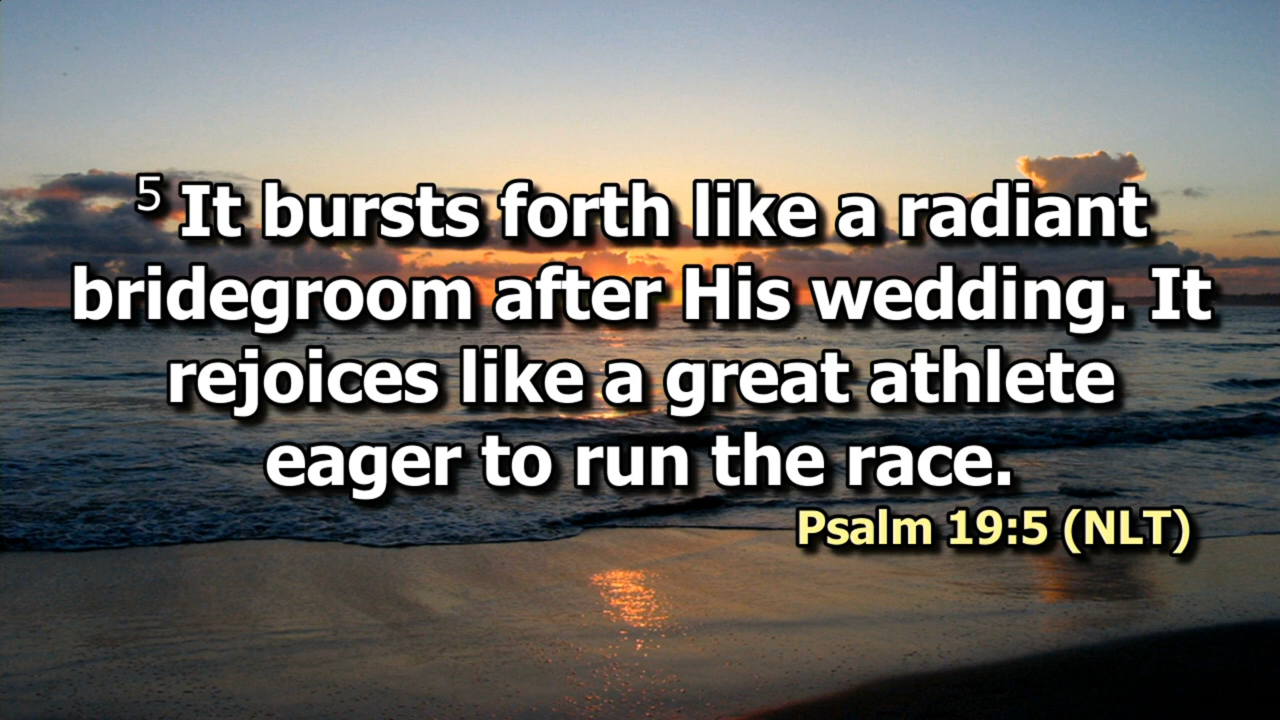 5 It bursts forth like a radiant
bridegroom after His wedding. It
rejoices like a great athlete
eager to run the race.
Psalm 19:5 (NLT)